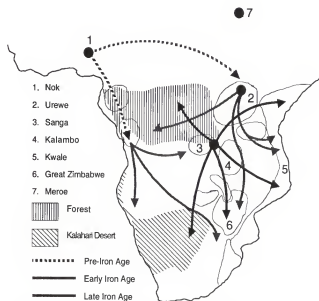 7
1
1. Nok
2. Urewe
3. Sanga
4. Kalambo
5. Kwale
6. Great Zimbabwe
7. Meroe
Forest
Kalahari Desert
Pre-Iron Age
Early Iron Age
Late Iron Age
2
3
4
5
6